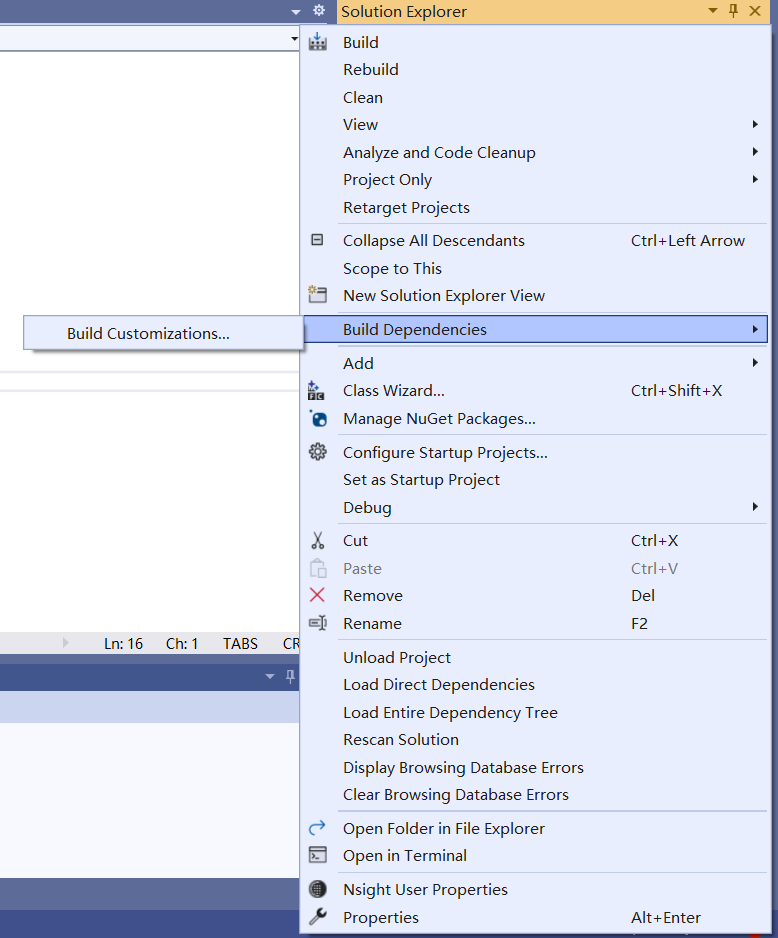 Solution Explorer
Build
Rebuild
Clean
View
Analyze and Code Cleanup
Project Only
Retarget Projects
Collapse All Descendants Ctrl+Left Arrow
Scope to This
New Solution Explorer View
Build Dependencies
Build Customizations...
Add
Class Wizard... Ctrl+Shift+X
Manage NuGet Packages...
Configure Startup Projects...
Set as Startup Project
Debug
Cut Ctrl+X
Paste Ctrl+V
Remove Del
Rename F2
Ln: 16 Ch: 1 TABS CR
Unload Project
Load Direct Dependencies
Load Entire Dependency Tree
Rescan Solution
Display Browsing Database Errors
Clear Browsing Database Errors
Open Folder in File Explorer
Open in Terminal
Nsight User Properties
Properties Alt+Enter